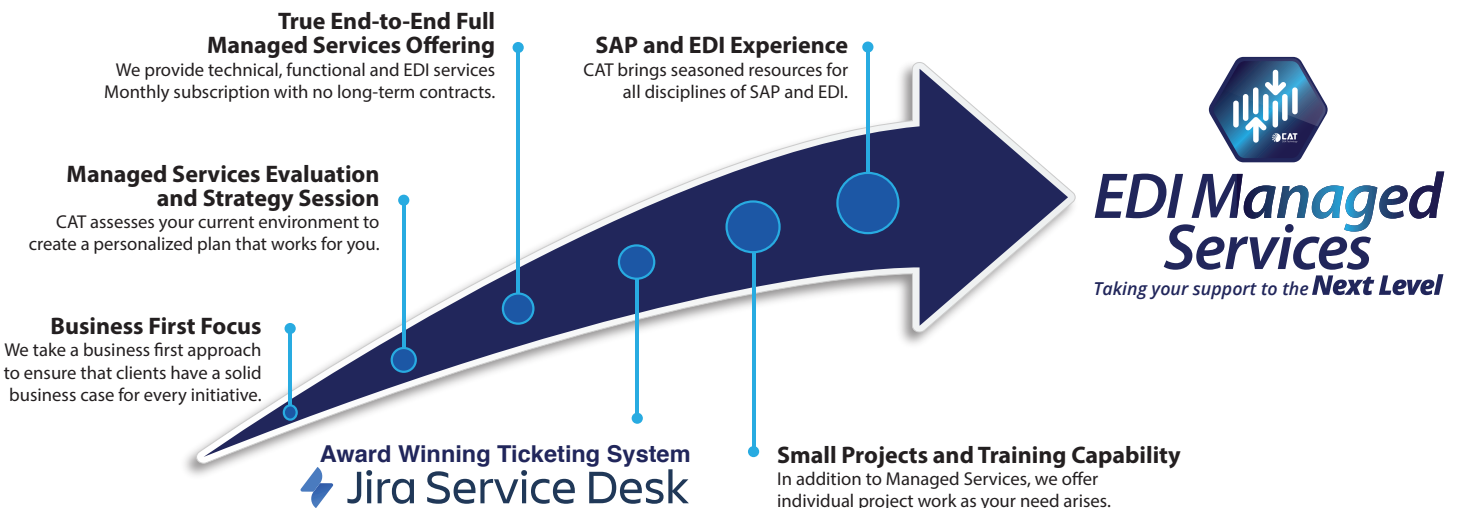 True End-to-End Full
Managed Services Offering
We provide technical, functional and EDI services
Monthly subscription with no long-term contracts.
SAP and EDI Experience
CAT brings seasoned resources for
all disciplines of SAP and EDI.
Managed Services Evaluation
and Strategy Session
CAT assesses your current environment to
create a personalized plan that works for you.
Business First Focus
We take a business first approach
to ensure that clients have a solid
business case for every initiative.
Award Winning Ticketing System
Jira Service Desk
Small Projects and Training Capability
In addition to Managed Services, we offer
individual project work as your need arises.
CAT
EDI Managed
Services
Taking your support to the Next Level